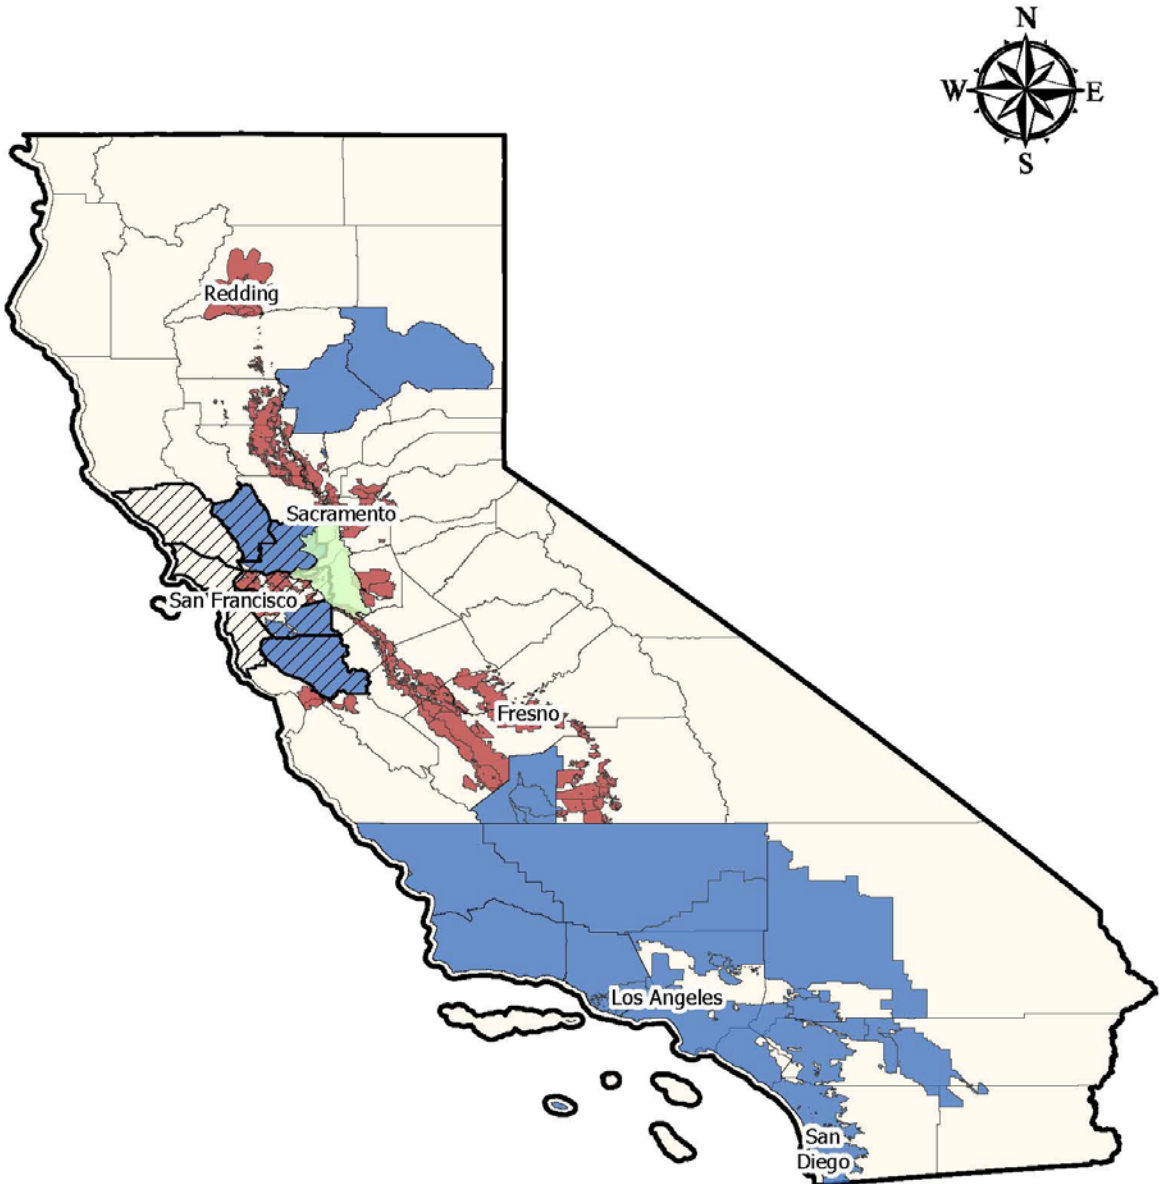 N
W E
S
Redding
Sacramento
San Francisco
Fresno
Los Angeles
San
Diego